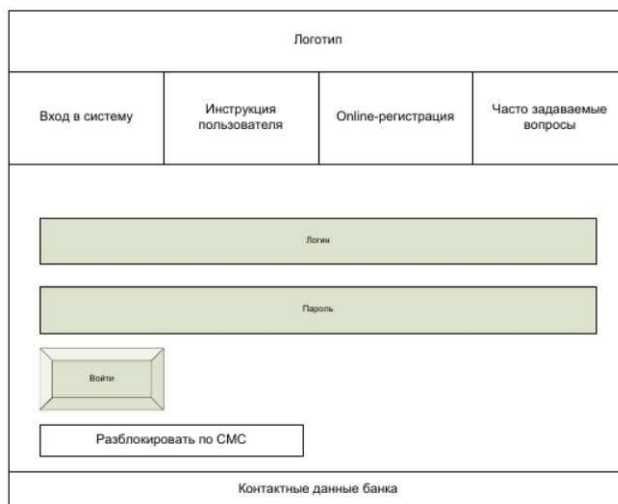 Логотип
Вход в систему
Инструкция
пользователя
Online-регистрация
Часто задаваемые
вопросы
Логин
Пароль
Войти
Разблокировать по СМС
Контактные данные банка